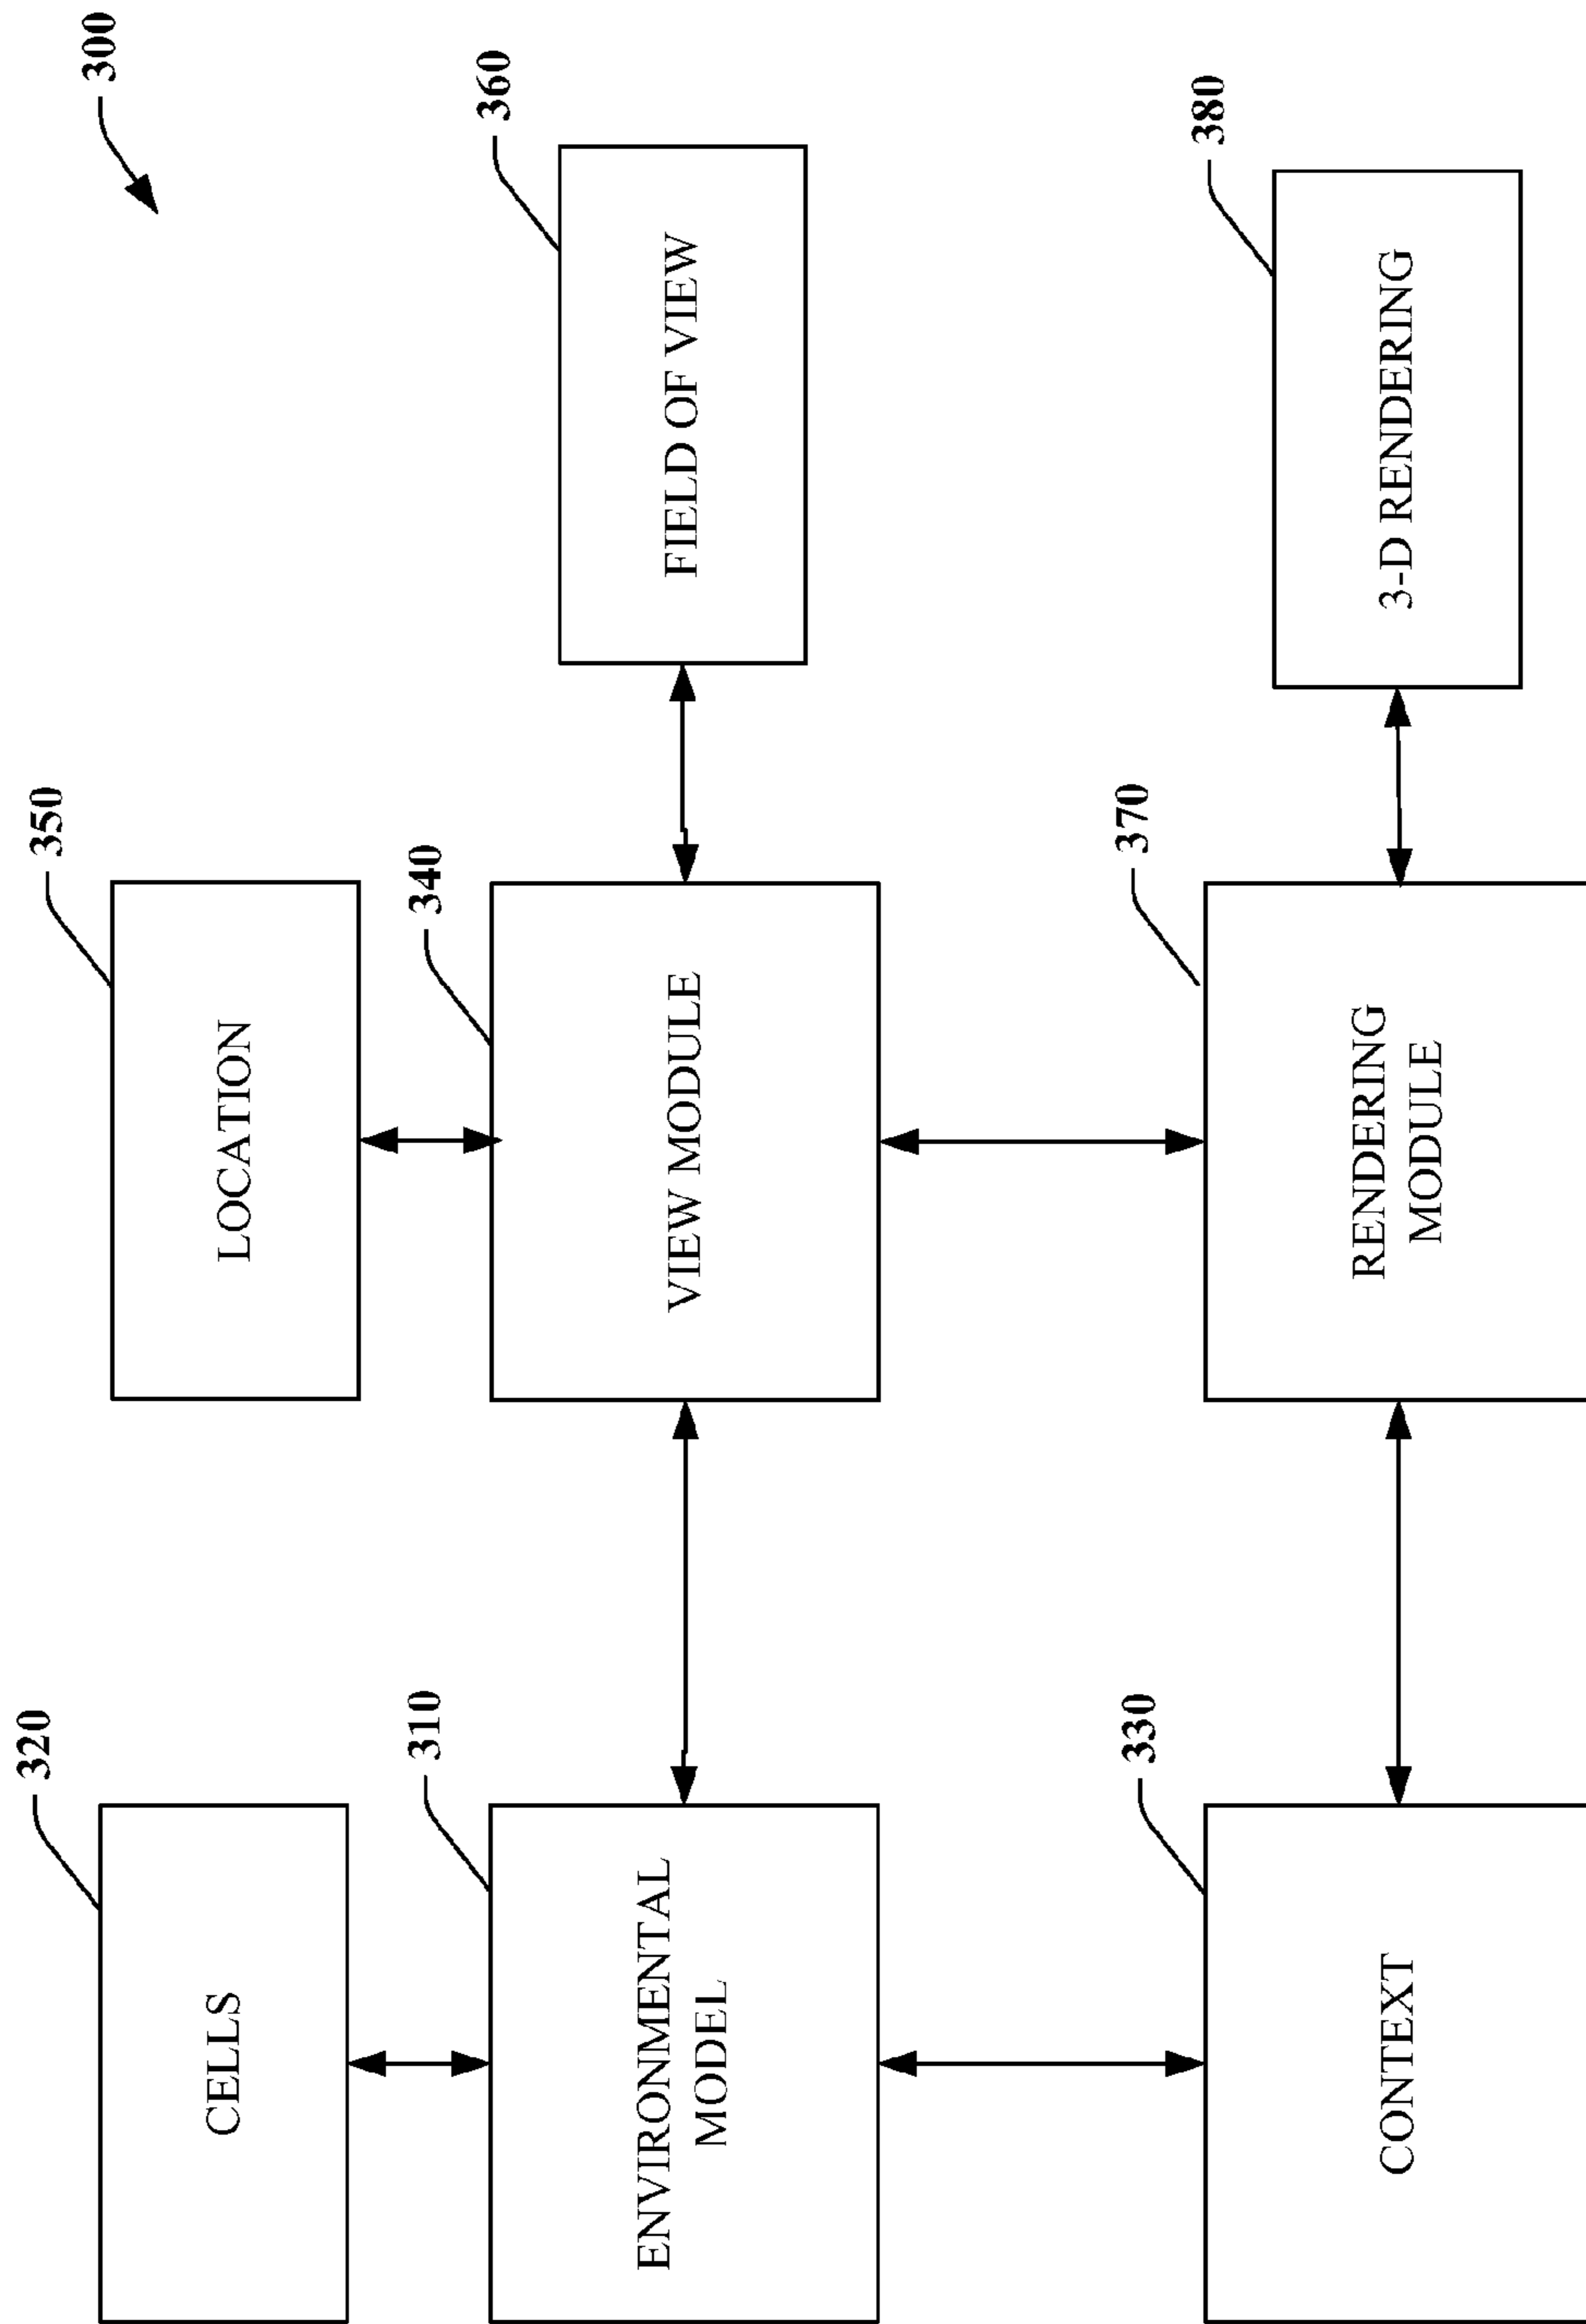 300
320
350
CELLS
LOCATION
310
340
360
ENVIRONMENTAL
MODEL
VIEW MODULE
FIELD OF VIEW
330
370
380
CONTEXT
RENDERING
MODULE
3-D RENDERING